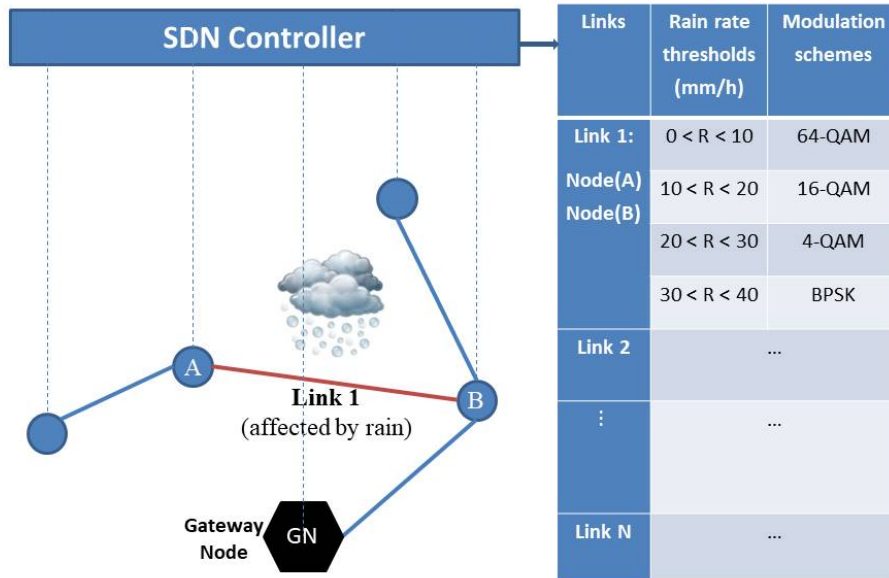 SDN Controller
A
B
Link 1
(affected by rain)
Gateway
Node
GN
Links
Rain rate
thresholds
(mm/h)
Modulation
schemes
Link 1:
Node(A)
Node(B)
0 < R < 10
64-QAM
10 < R < 20
16-QAM
20 < R < 30
4-QAM
30 < R < 40
BPSK
Link 2
...
⋮
...
Link N
...